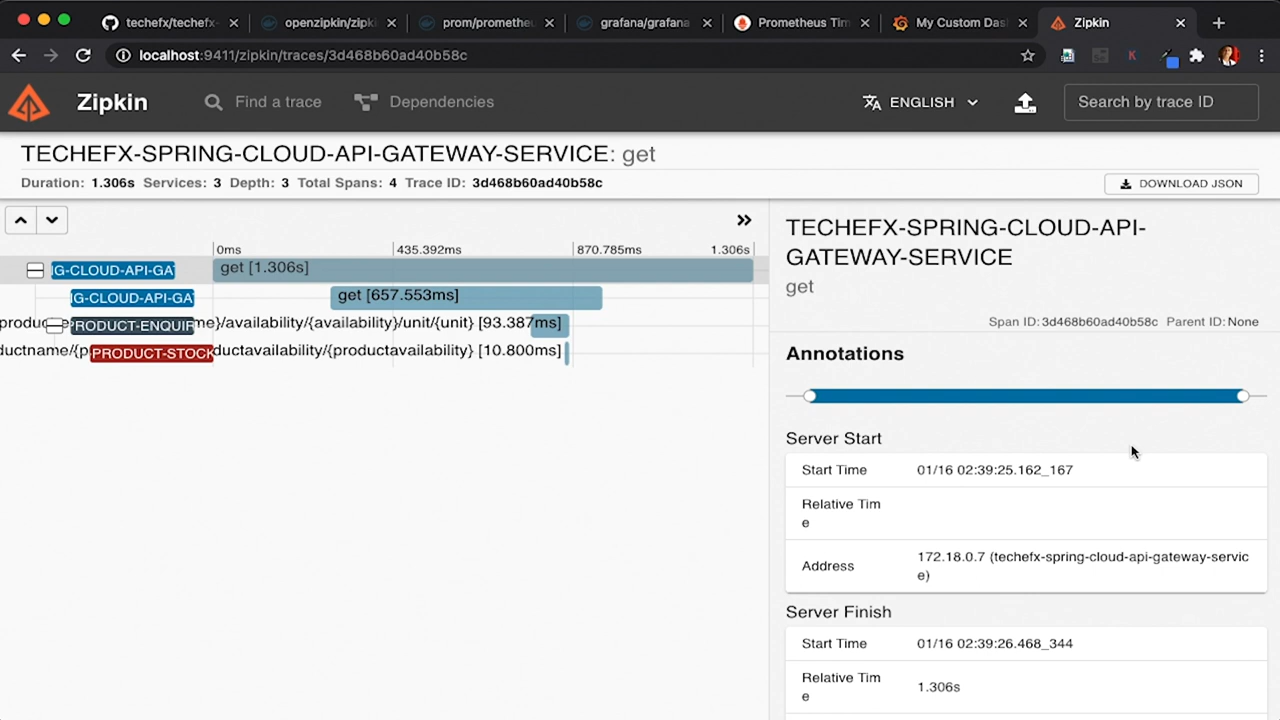 techefx/techefx-
openzipkin/zipki
prom/prometheu
grafana/grafana
Prometheus Tim
My Custom Das
Zipkin
localhost:9411/zipkin/traces/3d468b60ad40b58c
Zipkin
Find a trace
Dependencies
ENGLISH
Search by trace ID
TECHEFX-SPRING-CLOUD-API-GATEWAY-SERVICE: get
Duration: 1.306s Services: 3 Depth: 3 Total Spans: 4 Trace ID: 3d468b60ad40b58c
DOWNLOAD JSON
0ms 435.392ms 870.785ms 1.306s
G-CLOUD-API-GA get [1.306s]
G-CLOUD-API-GA get [657.553ms]
PRODUCT-ENQUIR me}/availability/{availability}/unit/{unit} [93.387ms]
ductname/{p PRODUCT-STOCK ductavailability/{productavailability} [10.800ms]
TECHEFX-SPRING-CLOUD-API-
GATEWAY-SERVICE
get
Span ID: 3d468b60ad40b58c Parent ID: None
Annotations
Server Start
Start Time 01/16 02:39:25.162_167
Relative Tim
e
Address 172.18.0.7 (techefx-spring-cloud-api-gateway-servic
e)
Server Finish
Start Time 01/16 02:39:26.468_344
Relative Tim
e 1.306s